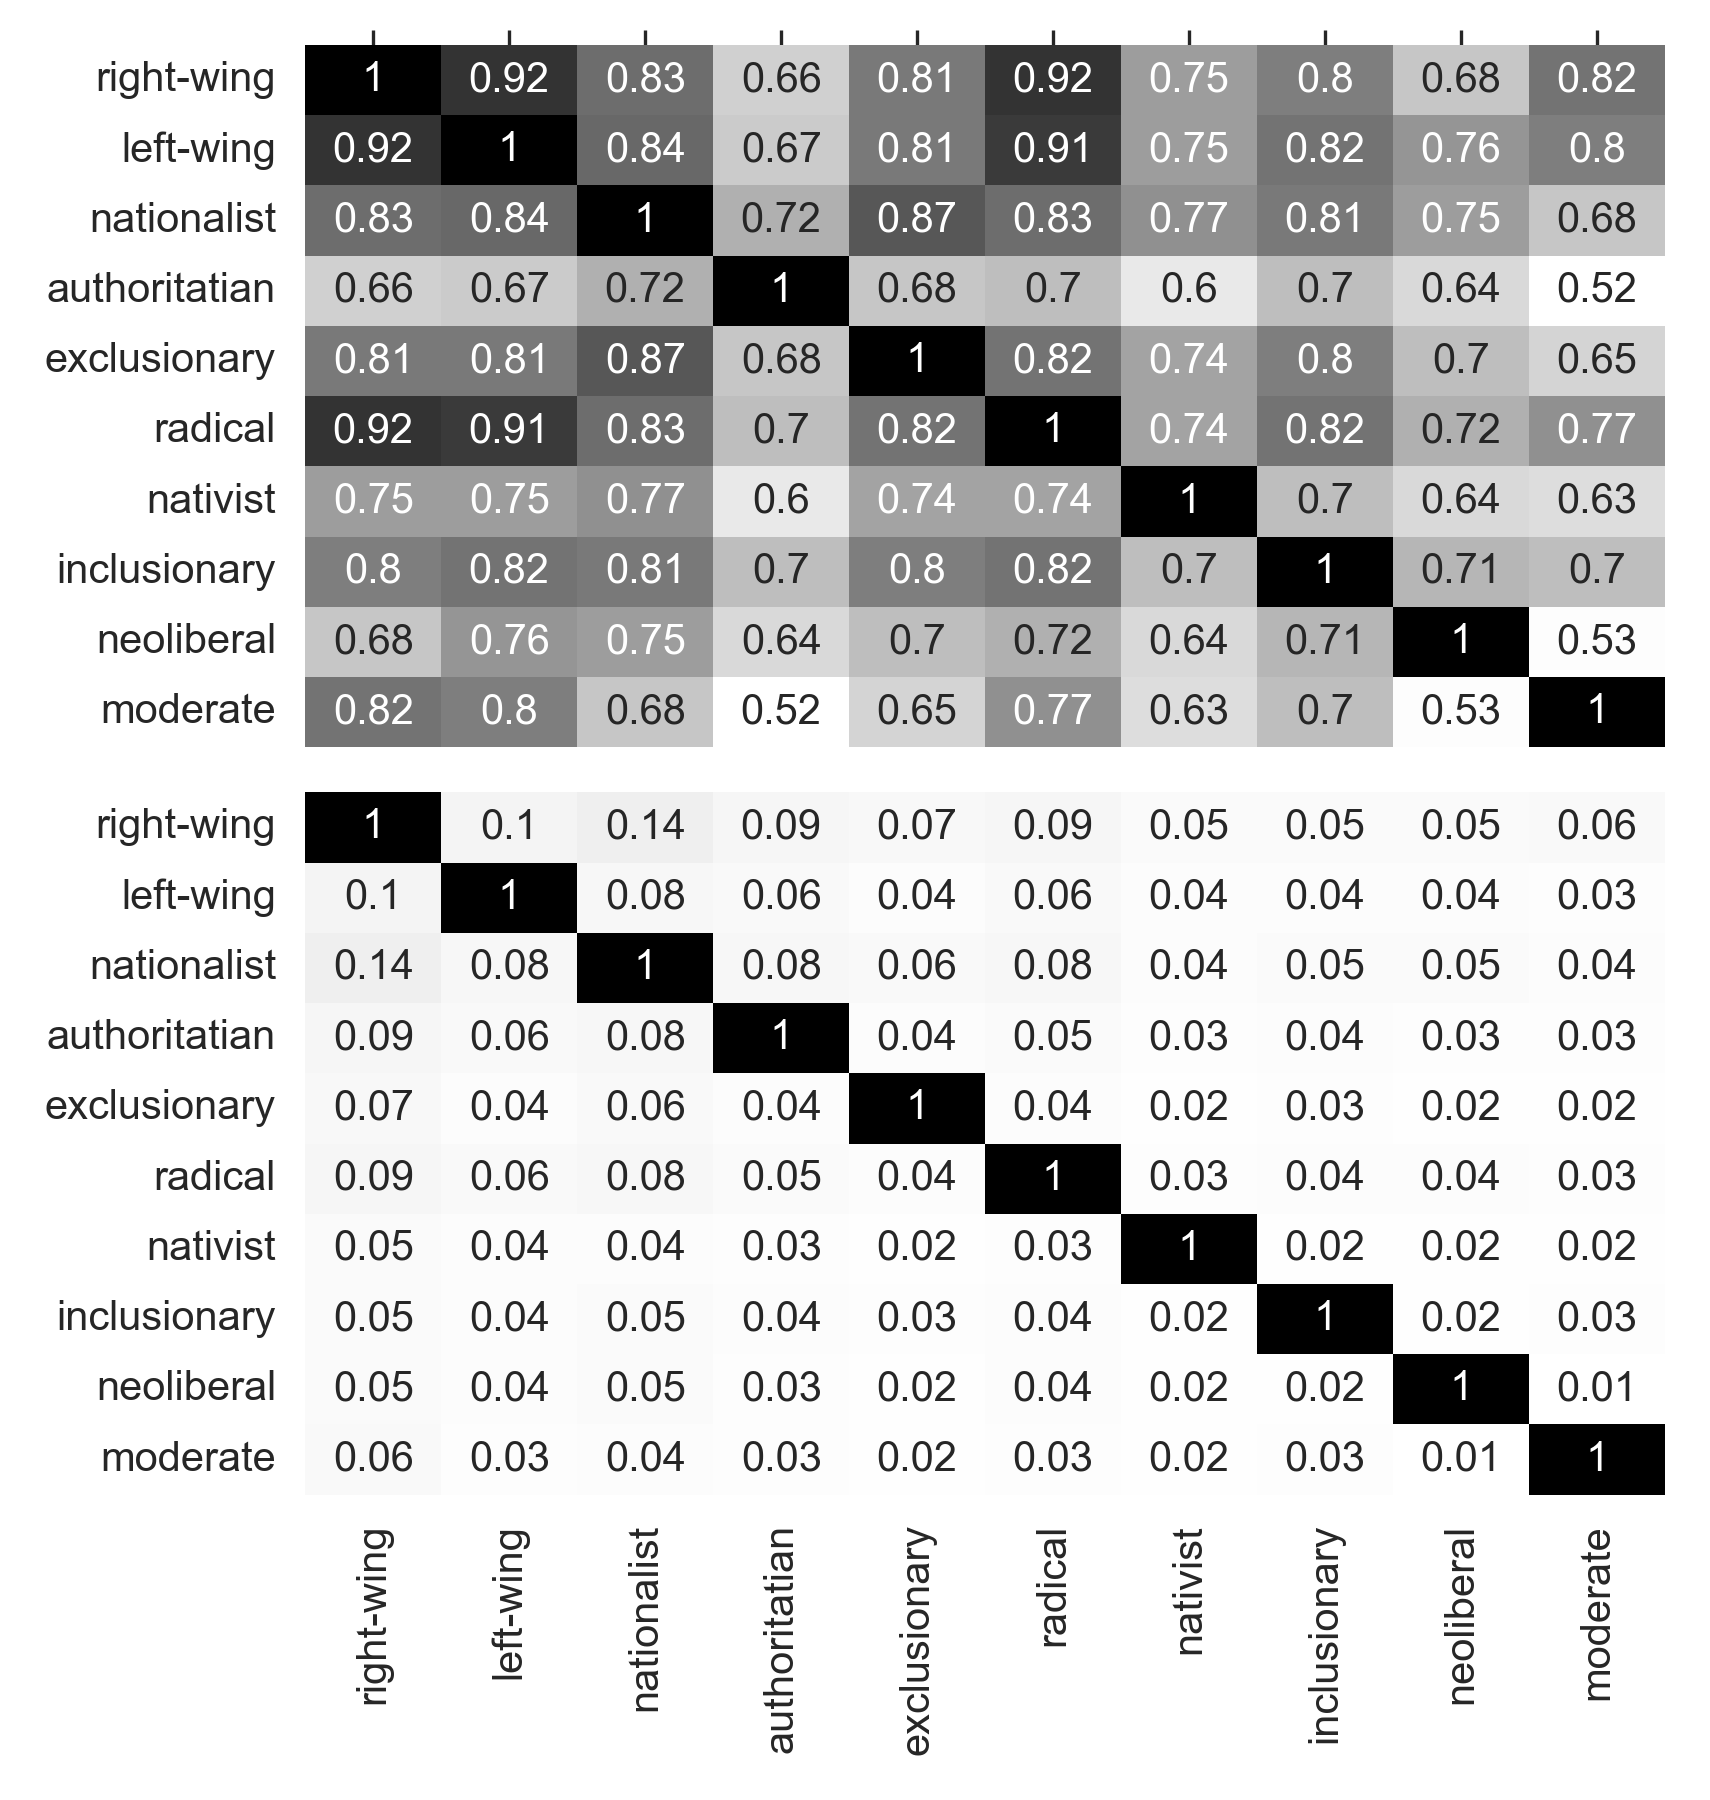 right-wing 1 0.92 0.83 0.66 0.81 0.92 0.75 0.8 0.68 0.82
left-wing 0.92 1 0.84 0.67 0.81 0.91 0.75 0.82 0.76 0.8
nationalist 0.83 0.84 1 0.72 0.87 0.83 0.77 0.81 0.75 0.68
authoritatian 0.66 0.67 0.72 1 0.68 0.7 0.6 0.7 0.64 0.52
exclusionary 0.81 0.81 0.87 0.68 1 0.82 0.74 0.8 0.7 0.65
radical 0.92 0.91 0.83 0.7 0.82 1 0.74 0.82 0.72 0.77
nativist 0.75 0.75 0.77 0.6 0.74 0.74 1 0.7 0.64 0.63
inclusionary 0.8 0.82 0.81 0.7 0.8 0.82 0.7 1 0.71 0.7
neoliberal 0.68 0.76 0.75 0.64 0.7 0.72 0.64 0.71 1 0.53
moderate 0.82 0.8 0.68 0.52 0.65 0.77 0.63 0.7 0.53 1
right-wing 1 0.1 0.14 0.09 0.07 0.09 0.05 0.05 0.05 0.06
left-wing 0.1 1 0.08 0.06 0.04 0.06 0.04 0.04 0.04 0.03
nationalist 0.14 0.08 1 0.08 0.06 0.08 0.04 0.05 0.05 0.04
authoritatian 0.09 0.06 0.08 1 0.04 0.05 0.03 0.04 0.03 0.03
exclusionary 0.07 0.04 0.06 0.04 1 0.04 0.02 0.03 0.02 0.02
radical 0.09 0.06 0.08 0.05 0.04 1 0.03 0.04 0.04 0.03
nativist 0.05 0.04 0.04 0.03 0.02 0.03 1 0.02 0.02 0.02
inclusionary 0.05 0.04 0.05 0.04 0.03 0.04 0.02 1 0.02 0.03
neoliberal 0.05 0.04 0.05 0.03 0.02 0.04 0.02 0.02 1 0.01
moderate 0.06 0.03 0.04 0.03 0.02 0.03 0.02 0.03 0.01 1
right-wing
left-wing
nationalist
authoritatian
exclusionary
radical
nativist
inclusionary
neoliberal
moderate